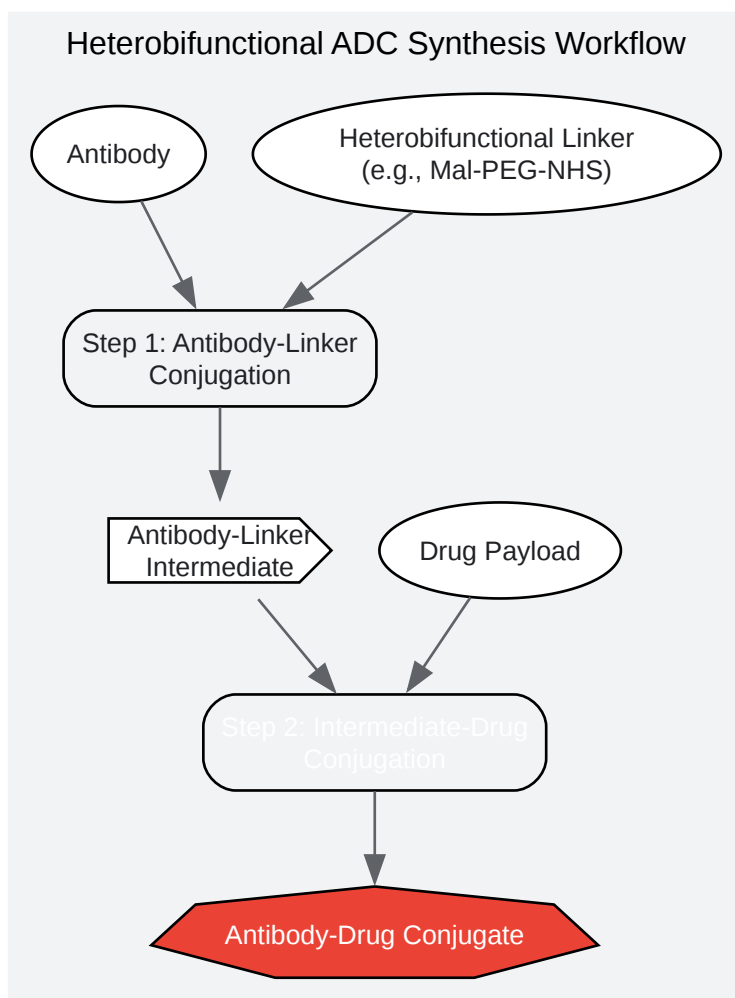 Heterobifunctional ADC Synthesis Workflow
Antibody
Heterobifunctional Linker
(e.g., Mal-PEG-NHS)
Step 1: Antibody-Linker
Conjugation
Antibody-Linker
Intermediate
Drug Payload
Step 2: Intermediate-Drug
Conjugation
Antibody-Drug Conjugate